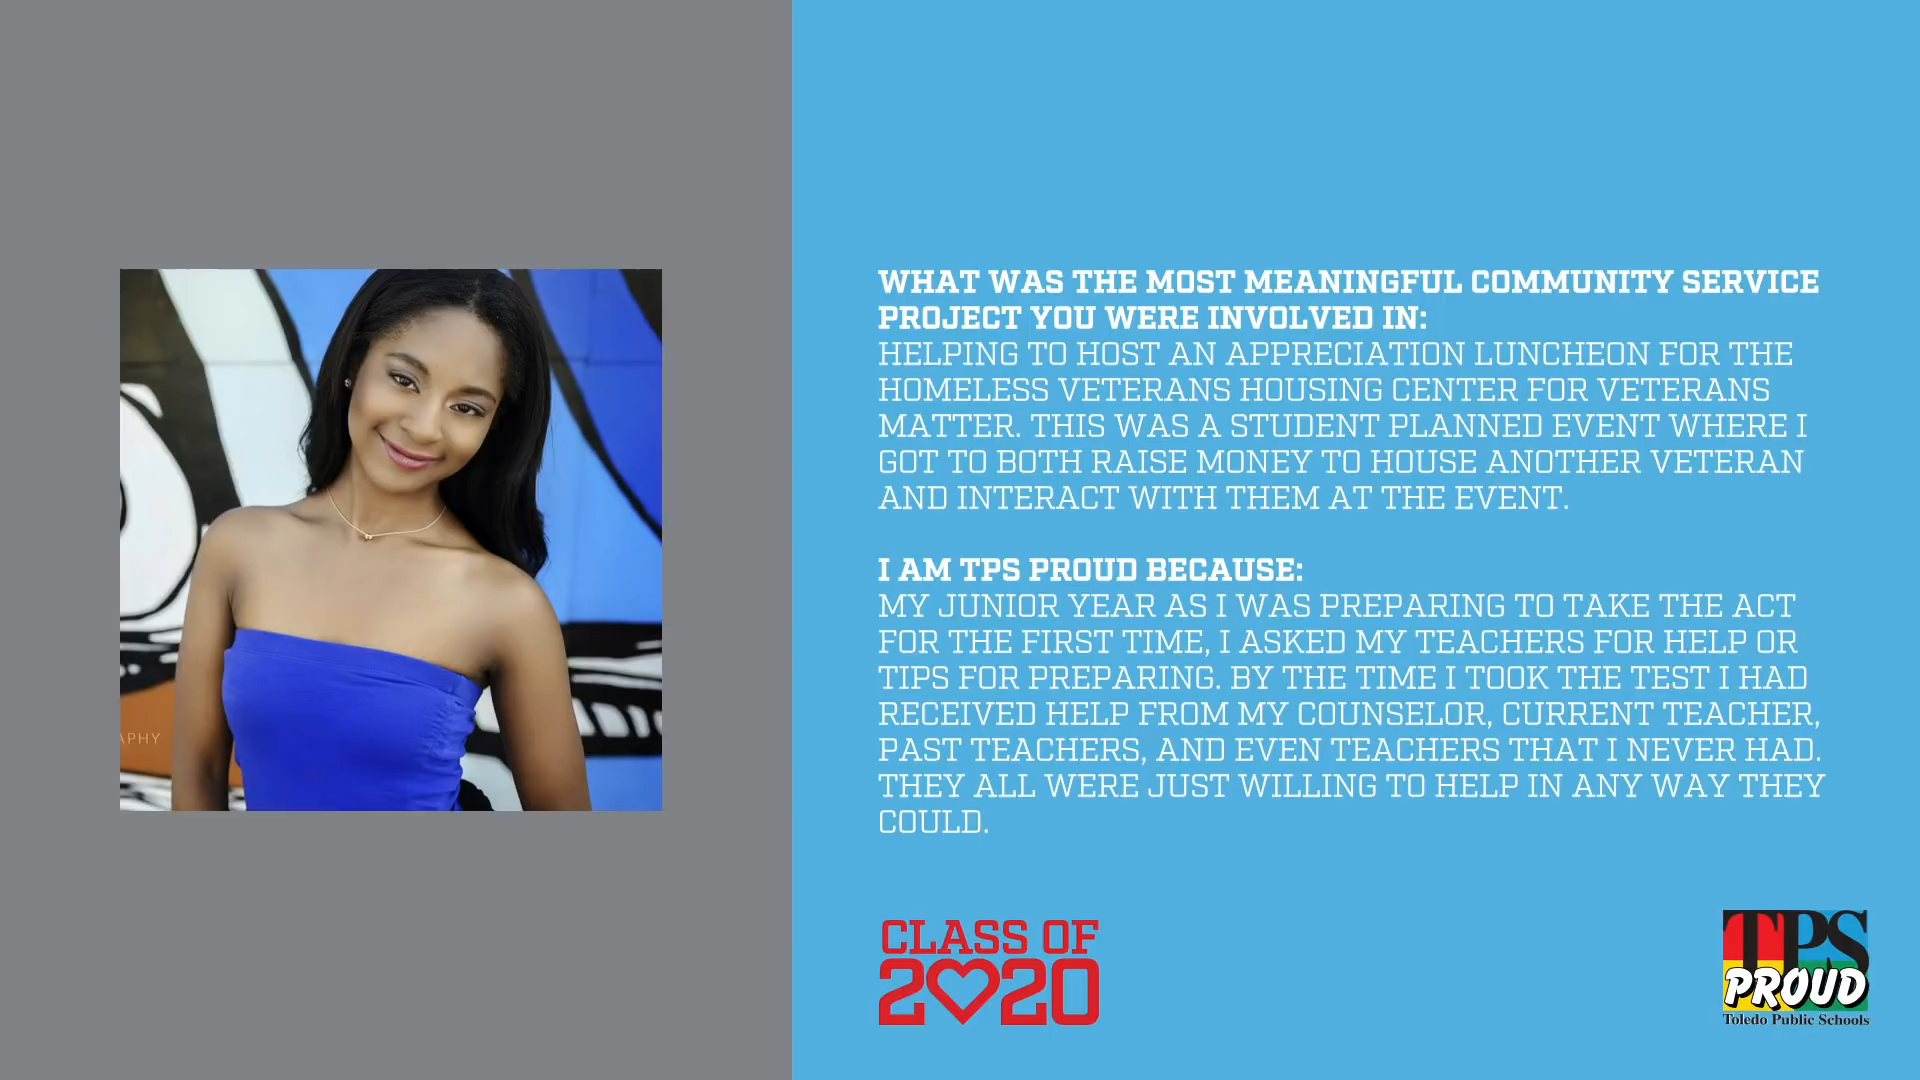 WHAT WAS THE MOST MEANINGFUL COMMUNITY SERVICE
PROJECT YOU WERE INVOLVED IN:
HELPING TO HOST AN APPRECIATION LUNCHEON FOR THE
HOMELESS VETERANS HOUSING CENTER FOR VETERANS
MATTER. THIS WAS A STUDENT PLANNED EVENT WHERE I
GOT TO BOTH RAISE MONEY TO HOUSE ANOTHER VETERAN
AND INTERACT WITH THEM AT THE EVENT.
I AM TPS PROUD BECAUSE:
MY JUNIOR YEAR AS I WAS PREPARING TO TAKE THE ACT
FOR THE FIRST TIME, I ASKED MY TEACHERS FOR HELP OR
TIPS FOR PREPARING. BY THE TIME I TOOK THE TEST I HAD
RECEIVED HELP FROM MY COUNSELOR, CURRENT TEACHER,
PAST TEACHERS, AND EVEN TEACHERS THAT I NEVER HAD.
THEY ALL WERE JUST WILLING TO HELP IN ANY WAY THEY
COULD.
APHY
CLASS OF
2020
TPS
PROUD
Toledo Public Schools